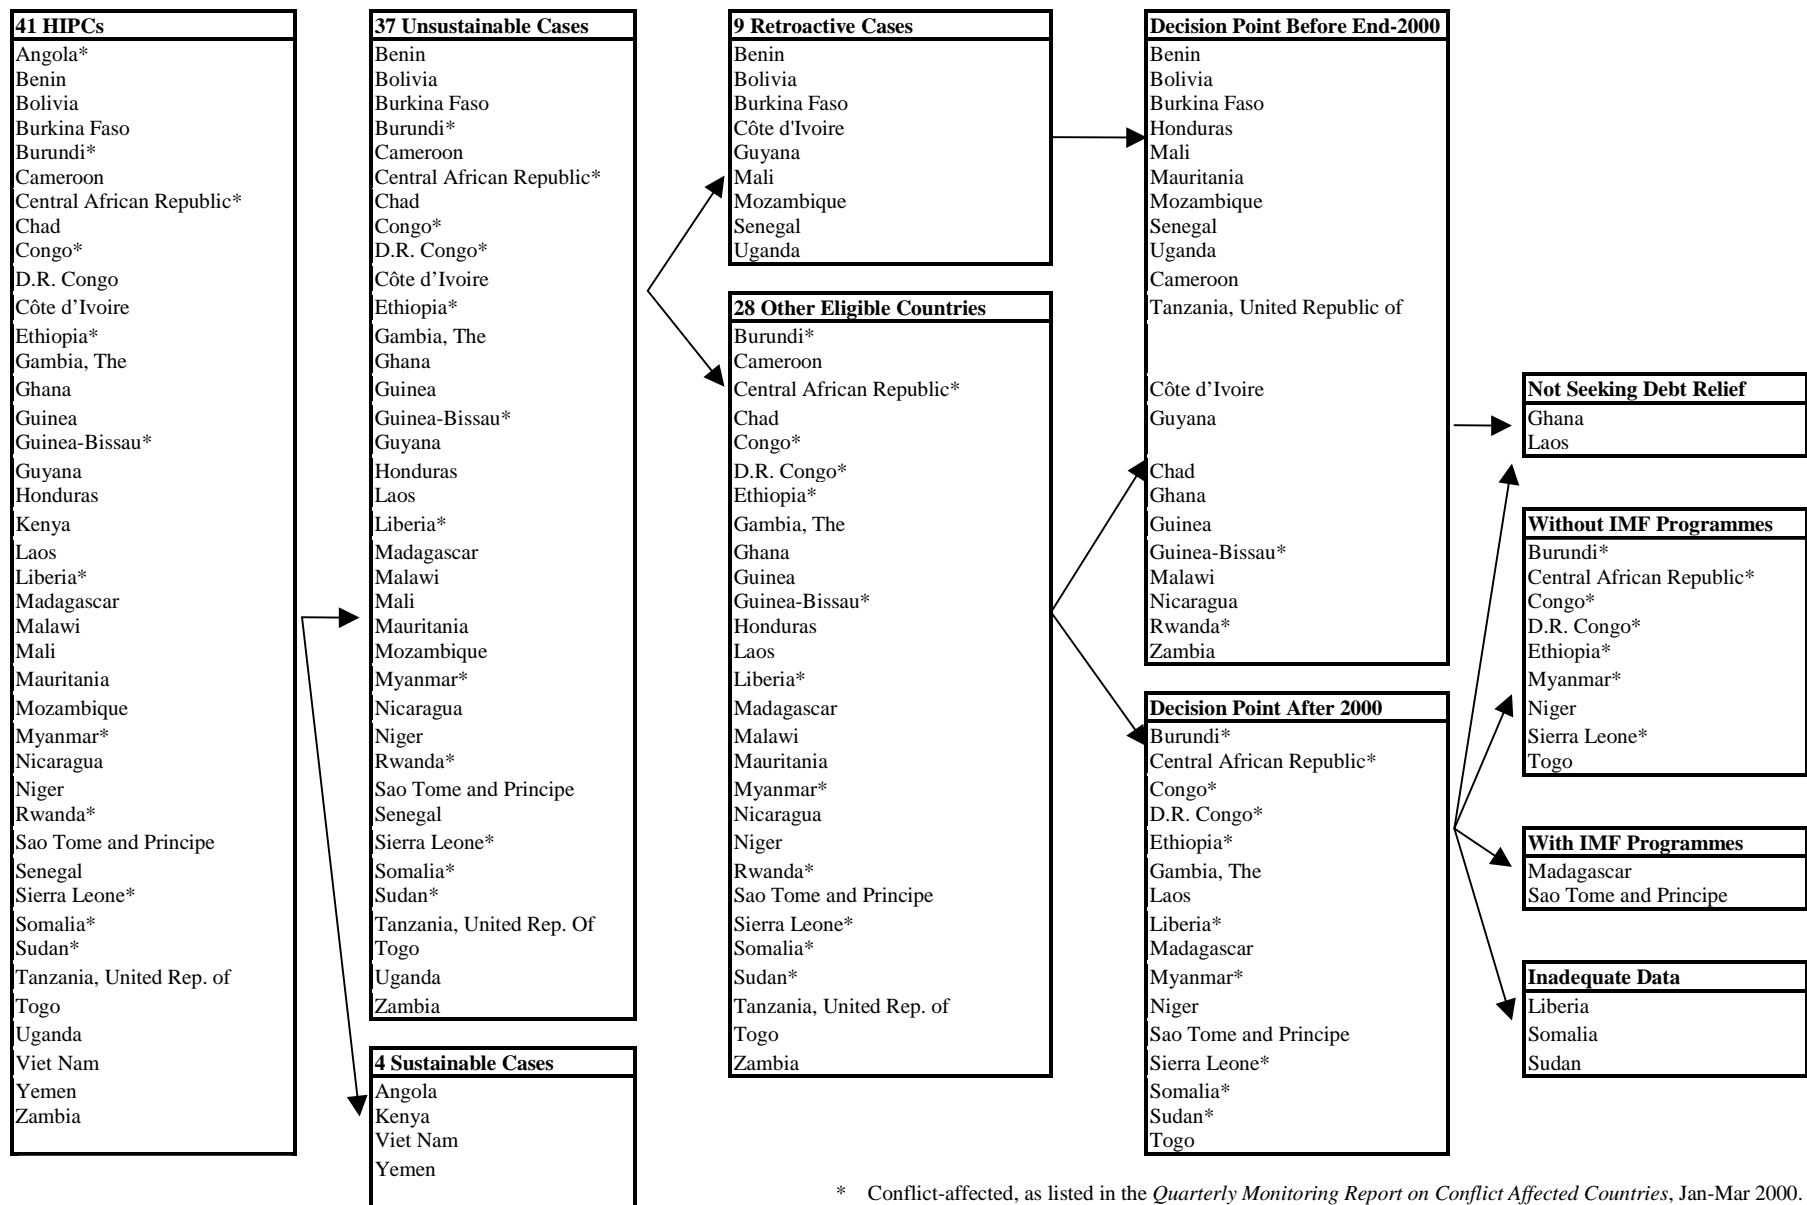 41 HIPCs
Angola*
Benin
Bolivia
Burkina Faso
Burundi*
Cameroon
Central African Republic*
Chad
Congo*
D.R. Congo
Côte d’Ivoire
Ethiopia*
Gambia, The
Ghana
Guinea
Guinea-Bissau*
Guyana
Honduras
Kenya
Laos
Liberia*
Madagascar
Malawi
Mali
Mauritania
Mozambique
Myanmar*
Nicaragua
Niger
Rwanda*
Sao Tome and Principe
Senegal
Sierra Leone*
Somalia*
Sudan*
Tanzania, United Rep. of
Togo
Uganda
Viet Nam
Yemen
Zambia
37 Unsustainable Cases
Benin
Bolivia
Burkina Faso
Burundi*
Cameroon
Central African Republic*
Chad
Congo*
D.R. Congo*
Côte d’Ivoire
Ethiopia*
Gambia, The
Ghana
Guinea
Guinea-Bissau*
Guyana
Honduras
Laos
Liberia*
Madagascar
Malawi
Mali
Mauritania
Mozambique
Myanmar*
Nicaragua
Niger
Rwanda*
Sao Tome and Principe
Senegal
Sierra Leone*
Somalia*
Sudan*
Tanzania, United Rep. Of
Togo
Uganda
Zambia
4 Sustainable Cases
Angola
Kenya
Viet Nam
Yemen
9 Retroactive Cases
Benin
Bolivia
Burkina Faso
Côte d'Ivoire
Guyana
Mali
Mozambique
Senegal
Uganda
28 Other Eligible Countries
Burundi*
Cameroon
Central African Republic*
Chad
Congo*
D.R. Congo*
Ethiopia*
Gambia, The
Ghana
Guinea
Guinea-Bissau*
Honduras
Laos
Liberia*
Madagascar
Malawi
Mauritania
Myanmar*
Nicaragua
Niger
Rwanda*
Sao Tome and Principe
Sierra Leone*
Somalia*
Sudan*
Tanzania, United Rep. of
Togo
Zambia
Decision Point Before End-2000
Benin
Bolivia
Burkina Faso
Honduras
Mali
Mauritania
Mozambique
Senegal
Uganda
Cameroon
Tanzania, United Republic of
Côte d’Ivoire
Guyana
Chad
Ghana
Guinea
Guinea-Bissau*
Malawi
Nicaragua
Rwanda*
Zambia
Decision Point After 2000
Burundi*
Central African Republic*
Congo*
D.R. Congo*
Ethiopia*
Gambia, The
Laos
Liberia*
Madagascar
Myanmar*
Niger
Sao Tome and Principe
Sierra Leone*
Somalia*
Sudan*
Togo
Not Seeking Debt Relief
Ghana
Laos
Without IMF Programmes
Burundi*
Central African Republic*
Congo*
D.R. Congo*
Ethiopia*
Myanmar*
Niger
Sierra Leone*
Togo
With IMF Programmes
Madagascar
Sao Tome and Principe
Inadequate Data
Liberia
Somalia
Sudan
* Conflict-affected, as listed in the Quarterly Monitoring Report on Conflict Affected Countries, Jan-Mar 2000.